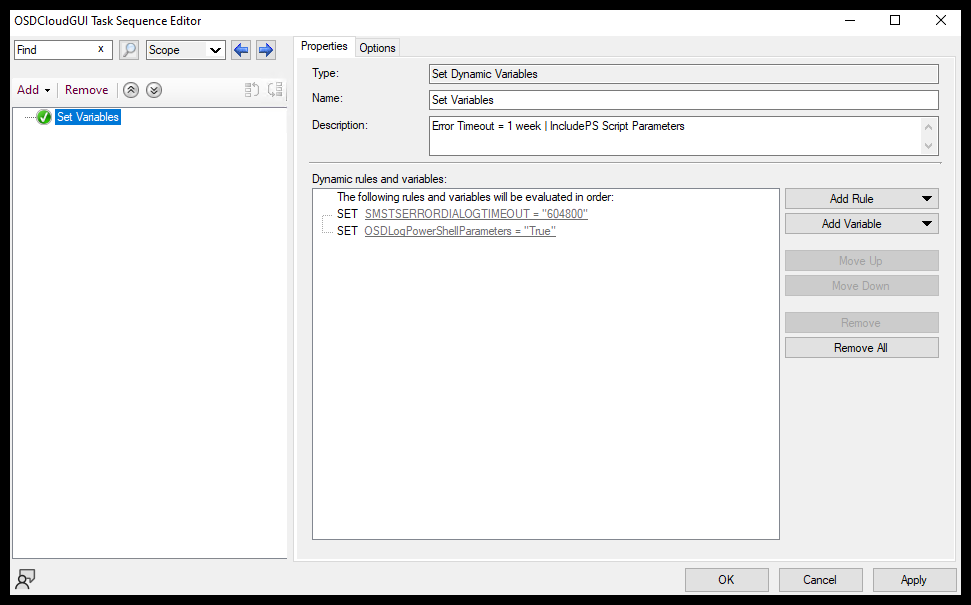 OSDCloudGUI Task Sequence Editor
Find x Scope
Add Remove
Set Variables
Properties Options
Type: Set Dynamic Variables
Name: Set Variables
Description: Error Timeout = 1 week | IncludePS Script Parameters
Dynamic rules and variables:
The following rules and variables will be evaluated in order:
SET SMSTSERRORDIALOGTIMEOUT = "604800"
SET OSDLogPowerShellParameters = "True"
Add Rule
Add Variable
Move Up
Move Down
Remove
Remove All
OK Cancel Apply